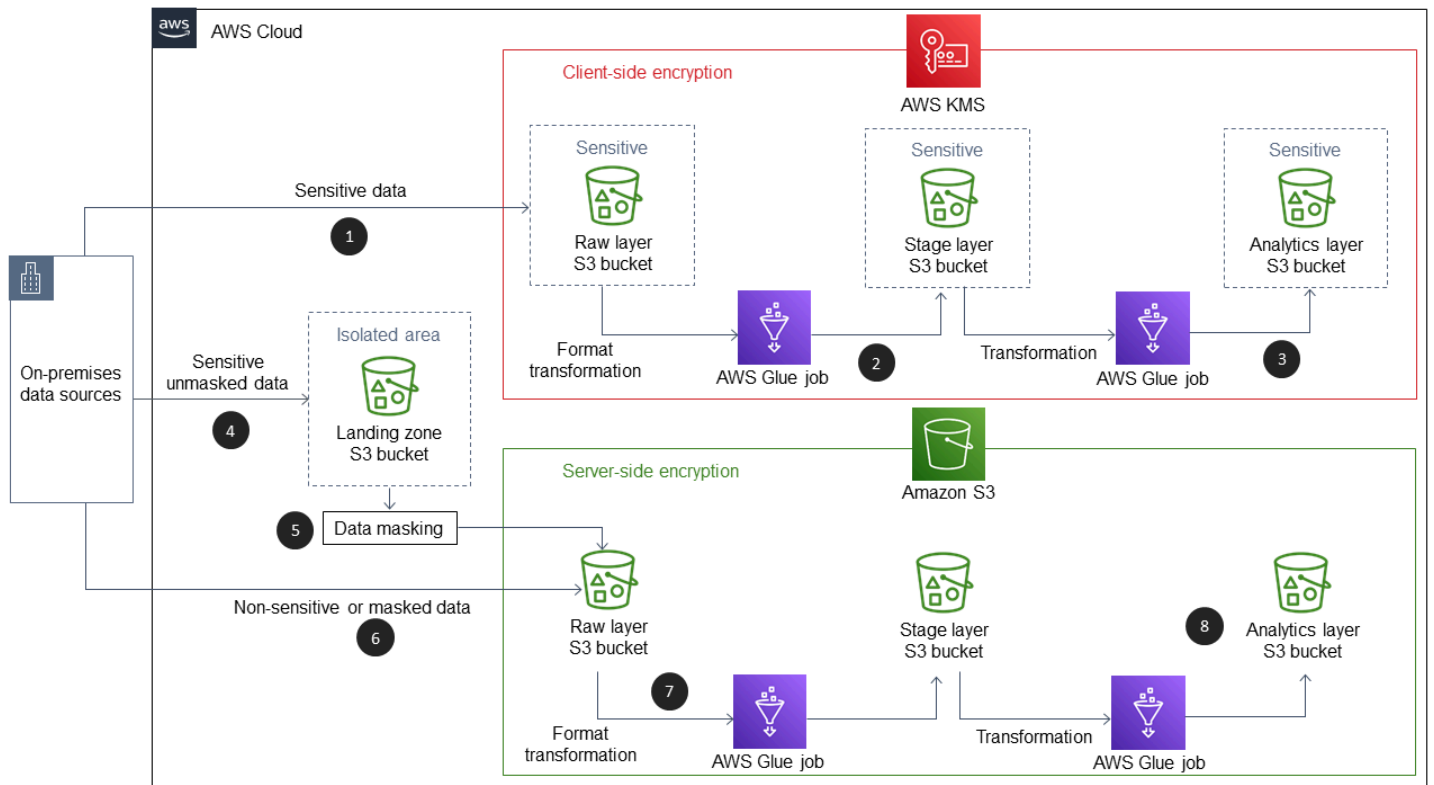 aws
AWS Cloud
Client-side encryption
AWS KMS
Sensitive
Raw layer
S3 bucket
Sensitive
Stage layer
S3 bucket
Sensitive
Analytics layer
S3 bucket
Sensitive data
1
Format
transformation
AWS Glue job
2
Transformation
AWS Glue job
3
On-premises
data sources
Sensitive
unmasked data
4
Isolated area
Landing zone
S3 bucket
5
Data masking
Non-sensitive or masked data
6
Server-side encryption
Amazon S3
Raw layer
S3 bucket
Stage layer
S3 bucket
8
Analytics layer
S3 bucket
7
Format
transformation
AWS Glue job
Transformation
AWS Glue job